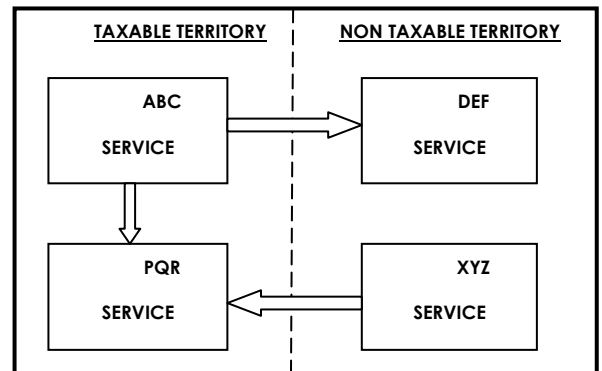 TAXABLE TERRITORY
NON TAXABLE TERRITORY
ABC
SERVICE
DEF
SERVICE
PQR
SERVICE
XYZ
SERVICE